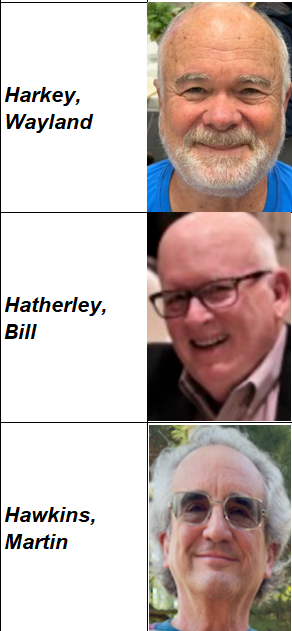 Harkey,
Wayland
Hatherley,
Bill
Hawkins,
Martin